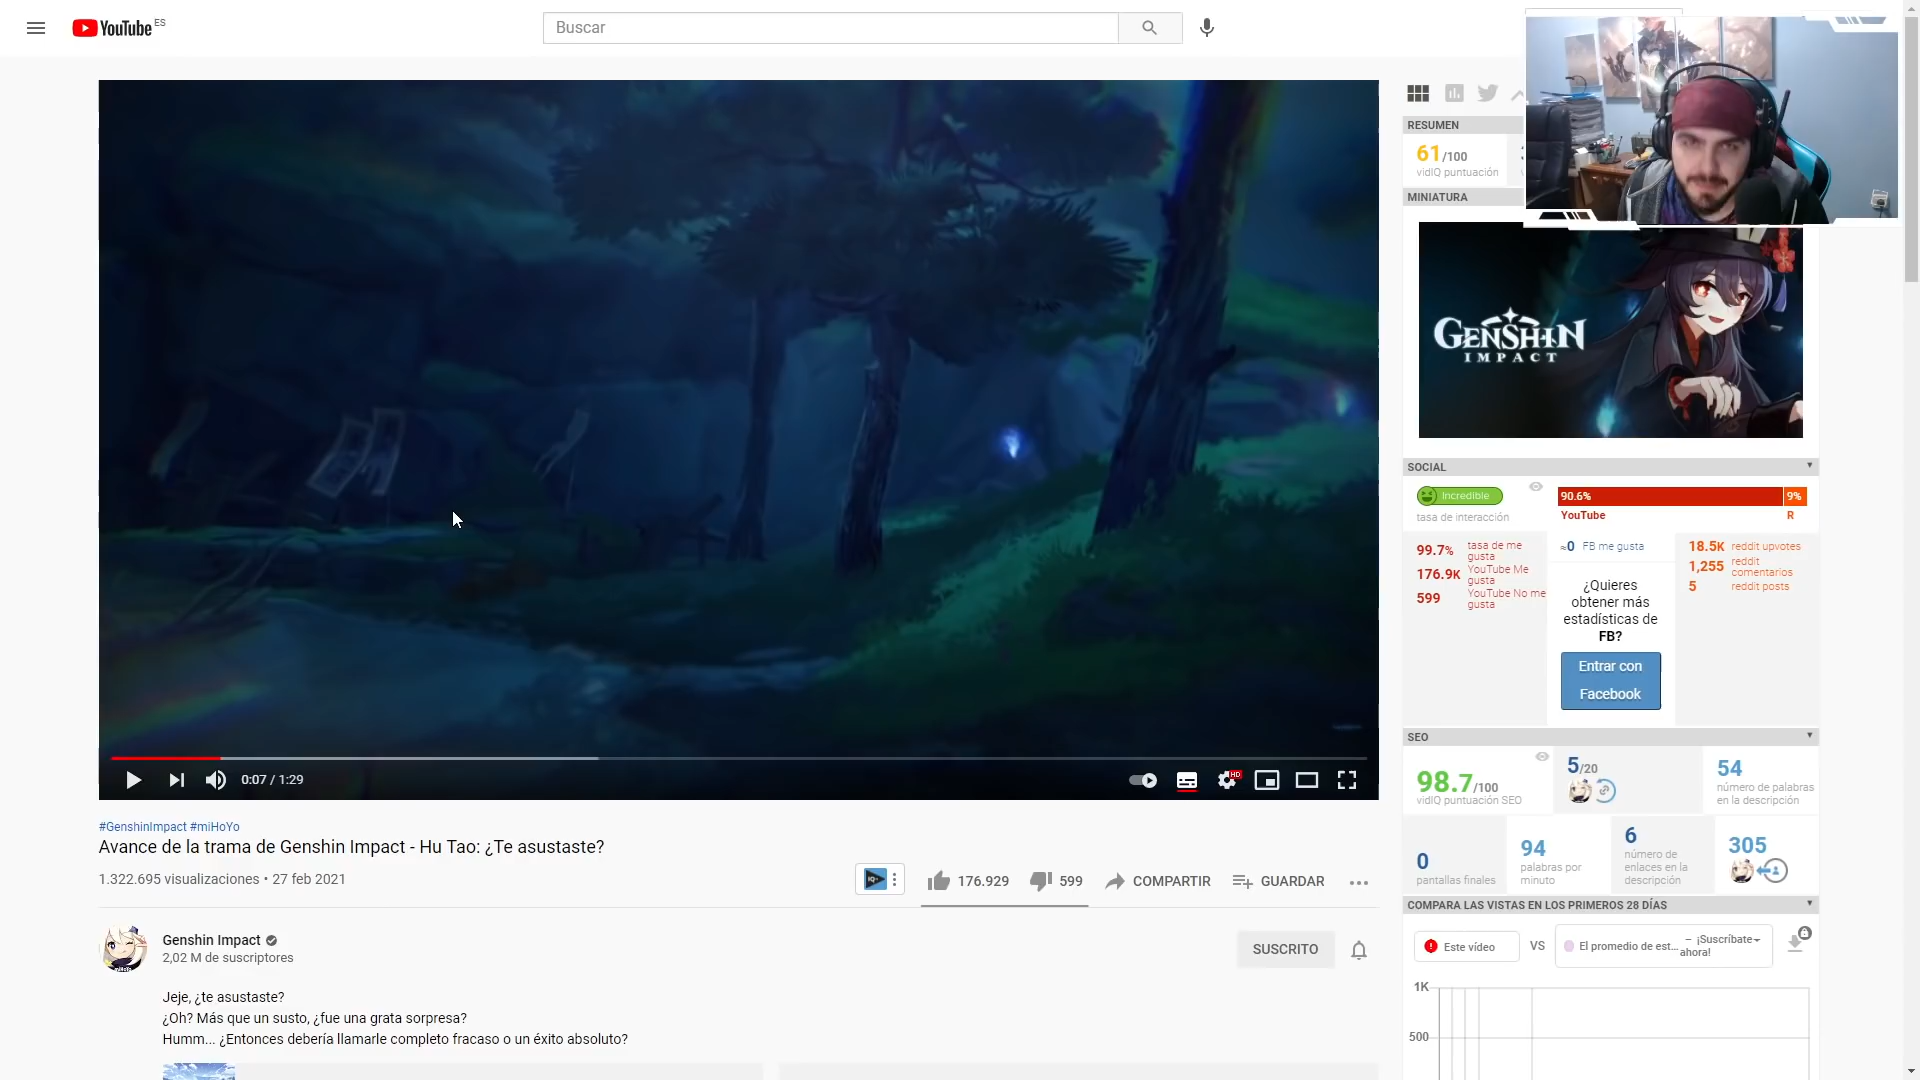 YouTube ES
Buscar
0:07 / 1:29
HD
#GenshinImpact #miHoYo
Avance de la trama de Genshin Impact - Hu Tao: ¿Te asustaste?
1.322.695 visualizaciones • 27 feb 2021
176.929
599
COMPARTIR
GUARDAR
Genshin Impact
2,02 M de suscriptores
SUSCRITO
Jeje, ¿te asustaste?
¿Oh? Más que un susto, ¿fue una grata sorpresa?
Humm... ¿Entonces debería llamarle completo fracaso o un éxito absoluto?
RESUMEN
61/100
vidIQ puntuación
MINIATURA
GENSHIN
IMPACT
SOCIAL
Incredible
tasa de interacción
90.6%
9%
YouTube
R
99.7% tasa de me
gusta
176.9K YouTube Me
gusta
599 YouTube No me
gusta
≈0 FB me gusta
¿Quieres
obtener más
estadísticas de
FB?
Entrar con
Facebook
18.5K reddit upvotes
1,255 reddit
comentarios
5 reddit posts
SEO
98.7/100
vidIQ puntuación SEO
5/20
54
número de palabras
en la descripción
0
pantallas finales
94
palabras por
minuto
6
número de
enlaces en la
descripción
305
COMPARA LAS VISTAS EN LOS PRIMEROS 28 DÍAS
Este vídeo
VS
El promedio de est...
– ¡Suscríbate
ahora!
1K
500